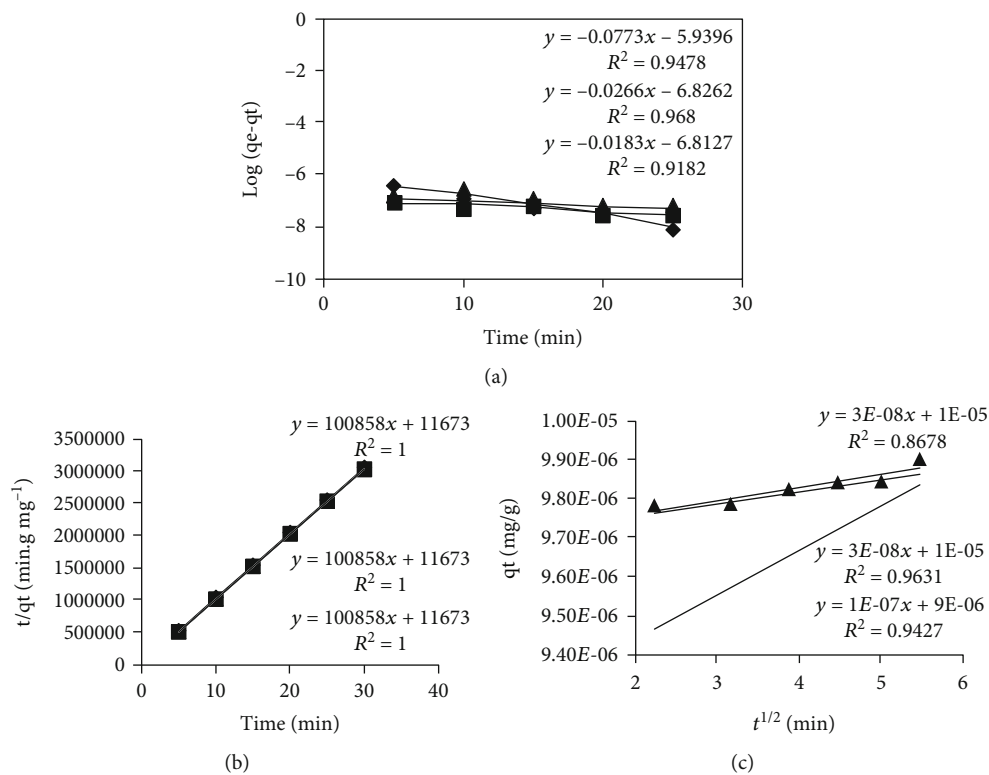 0
−2
−4
−6
−8
−10
Log (qe-qt)
y = –0.0773x – 5.9396
R² = 0.9478
y = –0.0266x – 6.8262
R² = 0.968
y = –0.0183x – 6.8127
R² = 0.9182
0 10 20 30
Time (min)
(a)
3500000
3000000
2500000
2000000
1500000
1000000
500000
0
t/qt (min.g mg⁻¹)
y = 100858x + 11673
R² = 1
y = 100858x + 11673
R² = 1
y = 100858x + 11673
R² = 1
0 10 20 30 40
Time (min)
(b)
1.00E-05
9.90E-06
9.80E-06
9.70E-06
9.60E-06
9.50E-06
9.40E-06
qt (mg/g)
y = 3E-08x + 1E-05
R² = 0.8678
y = 3E-08x + 1E-05
R² = 0.9631
y = 1E-07x + 9E-06
R² = 0.9427
2 3 4 5 6
t¹/² (min)
(c)